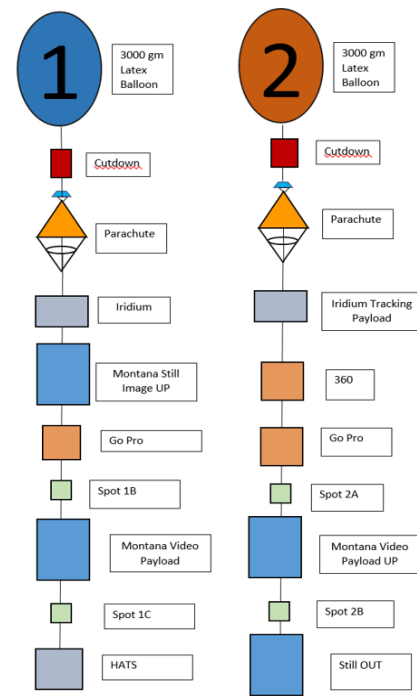 1
3000 gm
Latex
Balloon
Cutdown
Parachute
Iridium
Montana Still
Image UP
Go Pro
Spot 1B
Montana Video
Payload
Spot 1C
HATS
2
3000 gm
Latex
Balloon
Cutdown
Parachute
Iridium Tracking
Payload
360
Go Pro
Spot 2A
Montana Video
Payload UP
Spot 2B
Still OUT